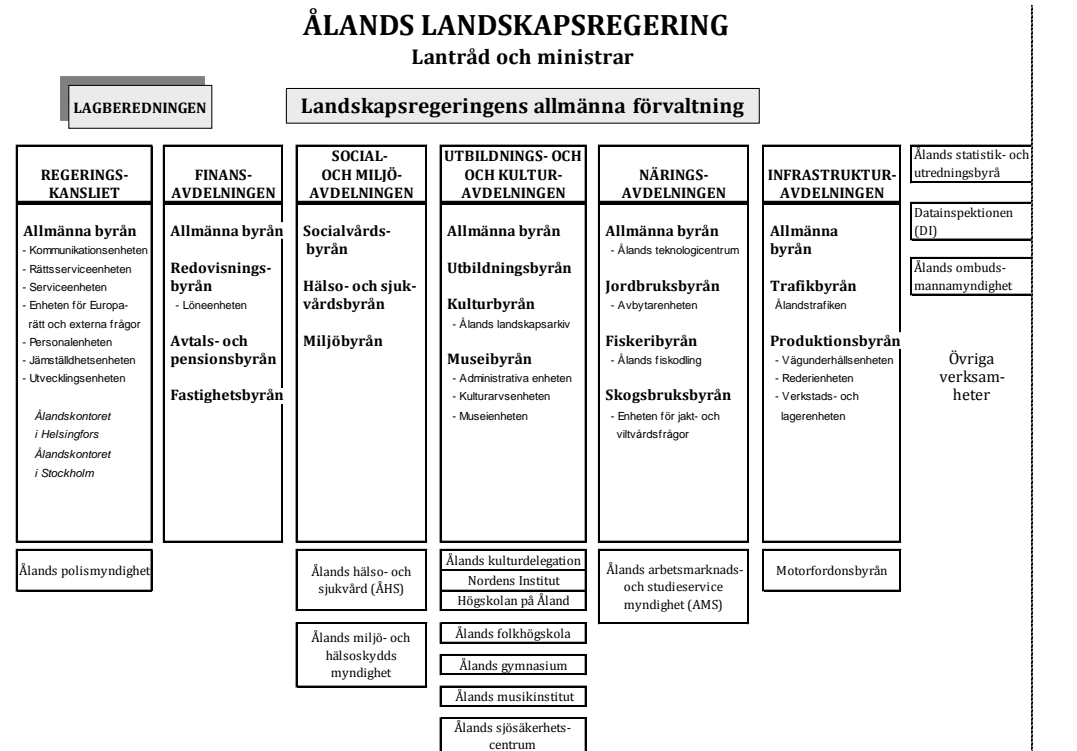 ÅLANDS LANDSKAPSREGERING
Lantråd och ministrar
LAGBEREDNINGEN
Landskapsregeringens allmänna förvaltning
REGERINGS-
KANSLIET
Allmänna byrån
- Kommunikationsenheten
- Rättsserviceenheten
- Serviceenheten
- Enheten för Europa-
rätt och externa frågor
- Personalenheten
- Jämställdhetsenheten
- Utvecklingsenheten
Ålandskontoret
i Helsingfors
Ålandskontoret
i Stockholm
Ålands polismyndighet
FINANS-
AVDELNINGEN
Allmänna byrån
Redovisnings-
byrån
- Löneenheten
Avtals- och
pensionsbyrån
Fastighetsbyrån
SOCIAL-
OCH MILJÖ-
AVDELNINGEN
Socialvårds-
byrån
Hälso- och sjuk-
vårdsbyrån
Miljöbyrån
Ålands hälso- och
sjukvård (ÅHS)
Ålands miljö- och
hälsoskydds
myndighet
UTBILDNINGS- OCH
OCH KULTUR-
AVDELNINGEN
Allmänna byrån
Utbildningsbyrån
Kulturbyrån
- Ålands landskapsarkiv
Museibyrån
- Administrativa enheten
- Kulturarvsenheten
- Museienheten
Ålands kulturdelegation
Nordens Institut
Högskolan på Åland
Ålands folkhögskola
Ålands gymnasium
Ålands musikinstitut
Ålands sjösäkerhets-
centrum
NÄRINGS-
AVDELNINGEN
Allmänna byrån
- Ålands teknologicentrum
Jordbruksbyrån
- Avbytarenheten
Fiskeribyrån
- Ålands fiskodling
Skogsbruksbyrån
- Enheten för jakt- och
viltvårdsfrågor
Ålands arbetsmarknads-
och studieservice
myndighet (AMS)
INFRASTRUKTUR-
AVDELNINGEN
Allmänna
byrån
Trafikbyrån
Ålandstrafiken
Produktionsbyrån
- Vägunderhållsenheten
- Rederienheten
- Verkstads- och
lagerenheten
Motorfordonsbyrån
Ålands statistik- och
utredningsbyrå
Datainspektionen
(DI)
Ålands ombuds-
mannamyndighet
Övriga
verksam-
heter